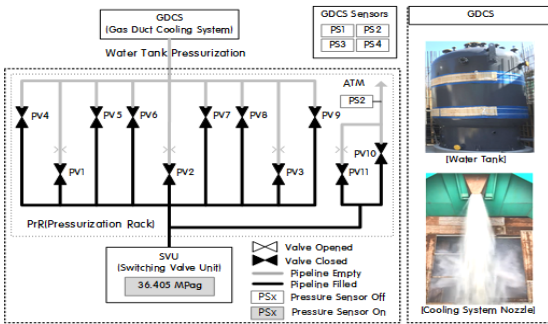 GDCS
(Gas Duct Cooling System)
Water Tank Pressurization
GDCS Sensors
PS1 PS2
PS3 PS4
GDCS
ATM
PS2
PV4
PV5
PV6
PV7
PV8
PV9
PV1
PV2
PV3
PV10
PV11
[Water Tank]
PrR(Pressurization Rack)
SVU
(Switching Valve Unit)
36.405 MPag
Valve Opened
Valve Closed
Pipeline Empty
Pipeline Filled
PSx Pressure Sensor Off
PSx Pressure Sensor On
[Cooling System Nozzle]